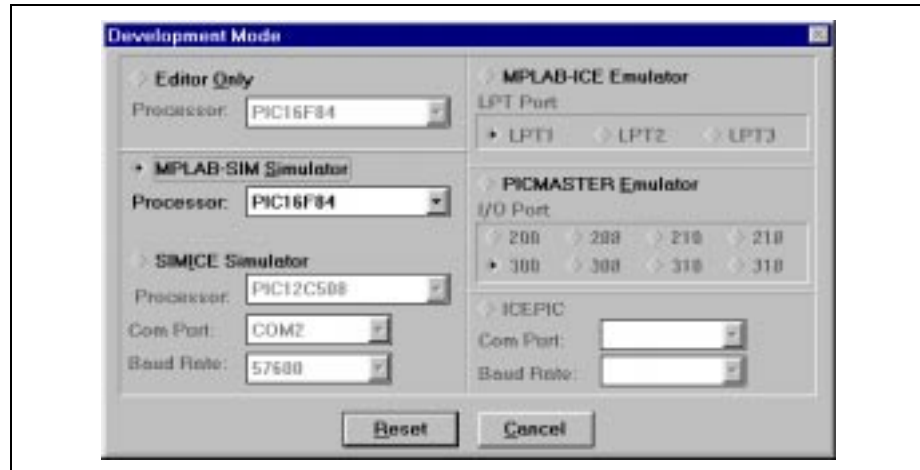 Development Mode
Editor Only
Processor: PIC16F84
MPLAB-SIM Simulator
Processor: PIC16F84
SIMICE Simulator
Processor: PIC12C508
Com Port: COM2
Baud Rate: 57600
MPLAB-ICE Emulator
LPT Port
LPT1 LPT2 LPT3
PICMASTER Emulator
I/O Port
200 208 210 218
300 308 310 318
ICEPIC
Com Port:
Baud Rate:
Reset Cancel